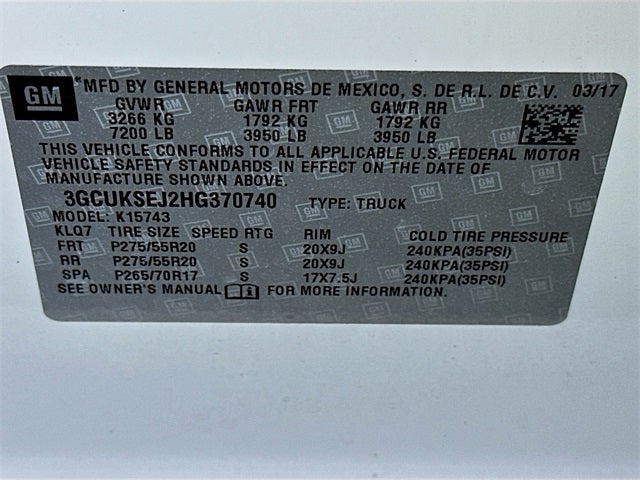 GM *MFD BY GENERAL MOTORS DE MEXICO, S. DE R.L. DE C.V. 03/17
GVWR GAWR FRT GAWR RR
3266 KG 1792 KG 1792 KG
7200 LB 3950 LB 3950 LB
THIS VEHICLE CONFORMS TO ALL APPLICABLE U.S. FEDERAL MOTOR
VEHICLE SAFETY STANDARDS IN EFFECT ON THE DATE OF
MANUFACTURE SHOWN ABOVE.
3GCUKSEJ2HG370740 TYPE: TRUCK
MODEL: K15743
KLQ7 TIRE SIZE SPEED RTG RIM COLD TIRE PRESSURE
FRT P275/55R20 S 20X9J 240KPA(35PSI)
RR P275/55R20 S 20X9J 240KPA(35PSI)
SPA P265/70R17 S 17X7.5J 240KPA(35PSI)
SEE OWNER'S MANUAL FOR MORE INFORMATION.